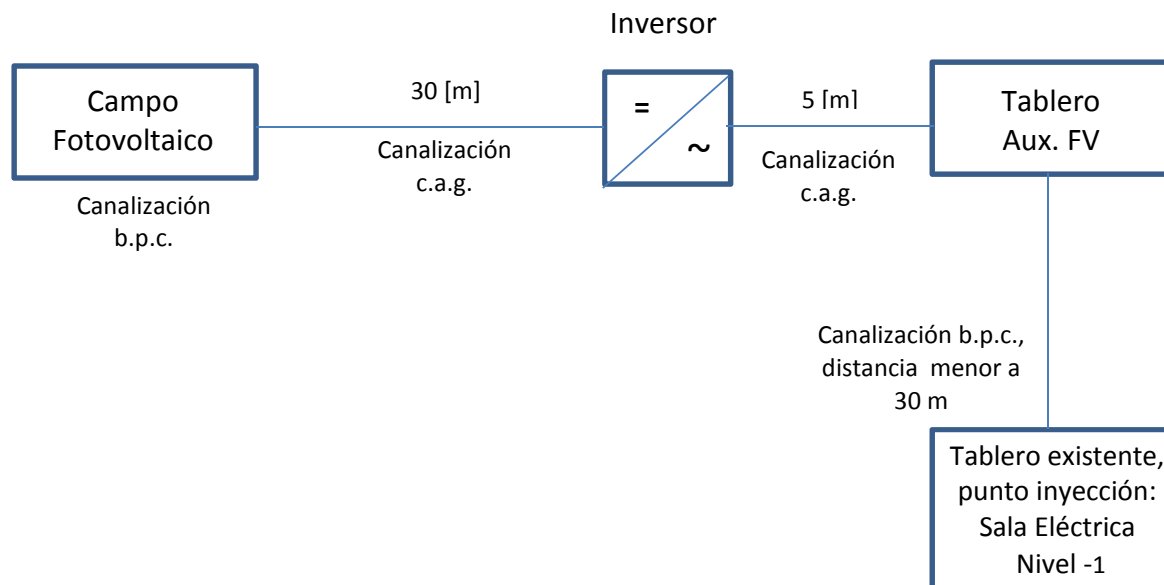 Inversor
Campo
Fotovoltaico
30 [m]
=
~
5 [m]
Tablero
Aux. FV
Canalización
c.a.g.
Canalización
c.a.g.
Canalización
b.p.c.
Canalización b.p.c.,
distancia menor a
30 m
Tablero existente,
punto inyección:
Sala Eléctrica
Nivel -1